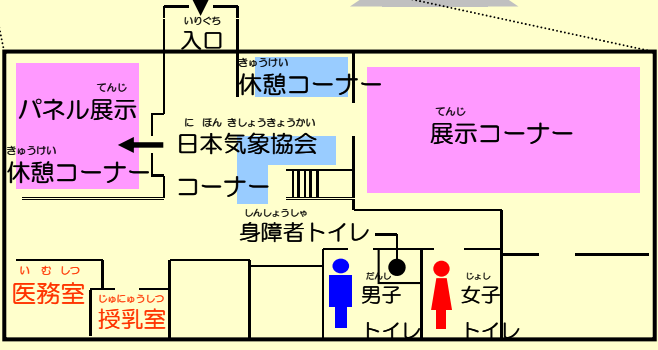 いりぐち
入口
きゅうけい
休憩コーナー
てんじ
パネル展示
てんじ
展示コーナー
に ほん きしょうきょうかい
日本気象協会
コーナー
きゅうけい
休憩コーナー
しんしょうしゃ
身障者トイレ
い む しつ
医務室
じゅにゅうしつ
授乳室
だんし
男子
トイレ
じょし
女子
トイレ